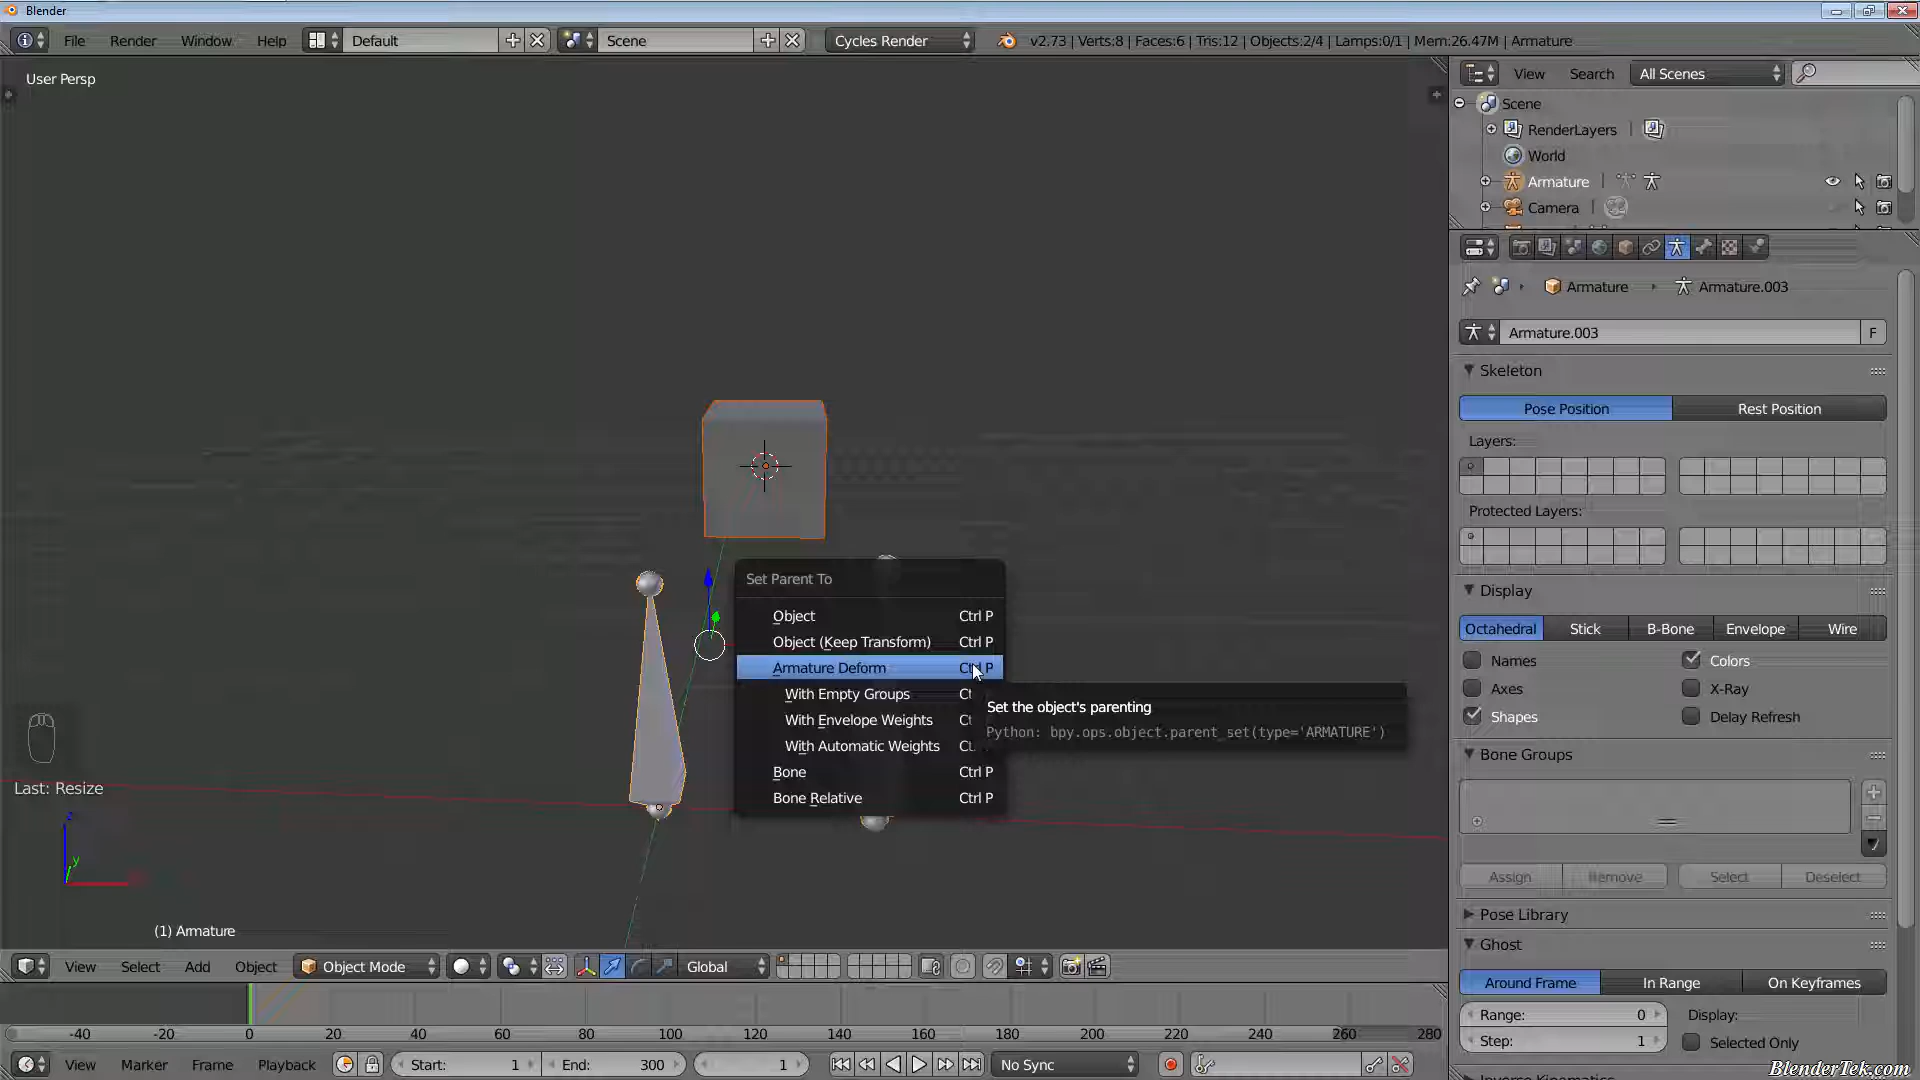 Blender
File Render Window Help Default Scene Cycles Render v2.73 | Verts:8 | Faces:6 | Tris:12 | Objects:2/4 | Lamps:0/1 | Mem:26.47M | Armature
User Persp
View Search All Scenes
Scene
RenderLayers
World
Armature
Camera
Armature Armature.003
Armature.003 F
Skeleton
Pose Position Rest Position
Layers:
Protected Layers:
Display
Octahedral Stick B-Bone Envelope Wire
Names Colors
Axes X-Ray
Shapes Delay Refresh
Bone Groups
Assign Remove Select Deselect
Pose Library
Ghost
Around Frame In Range On Keyframes
Range: 0 Display:
Step: 1 Selected Only
Set Parent To
Object Ctrl P
Object (Keep Transform) Ctrl P
Armature Deform Ctrl P
With Empty Groups Ct
With Envelope Weights Ct
With Automatic Weights
Bone Ctrl P
Bone Relative Ctrl P
Set the object's parenting
Python: bpy.ops.object.parent_set(type='ARMATURE')
Last: Resize
z
y
(1) Armature
View Select Add Object Object Mode Global
-40 -20 0 20 40 60 80 100 120 140 160 180 200 220 240 260 280
View Marker Frame Playback Start: 1 End: 300 1 No Sync
BlenderTek.com